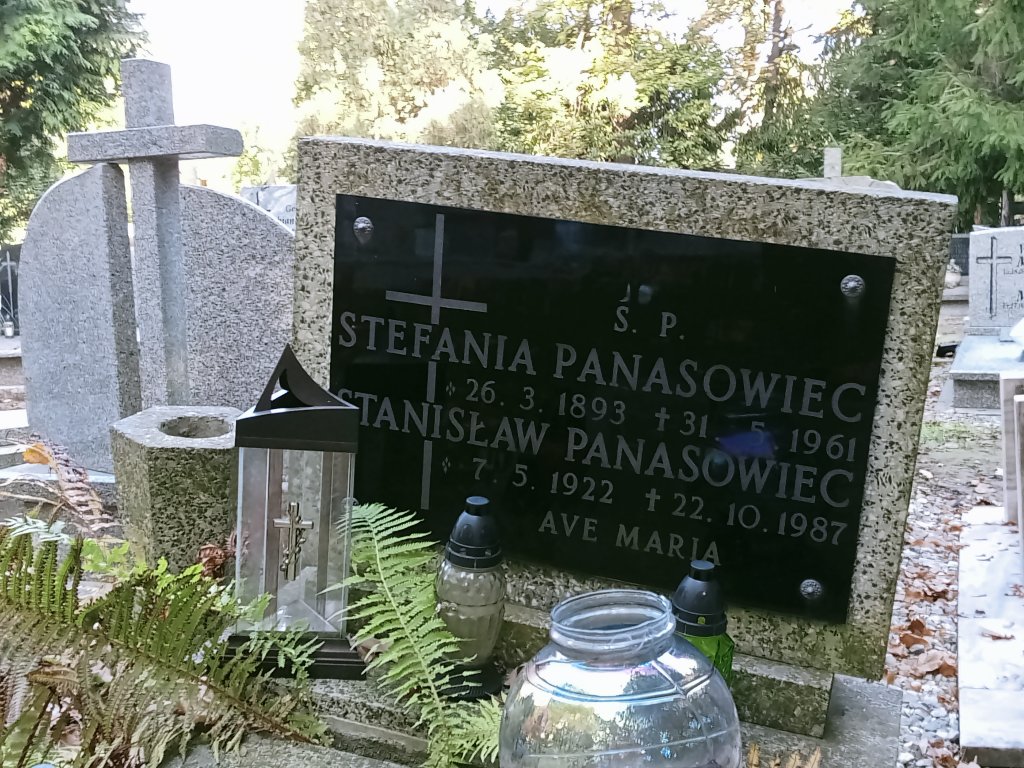 Ś. P.
STEFANIA PANASOWIEC
* 26. 3. 1893 † 31. 5. 1961
STANISŁAW PANASOWIEC
* 7. 5. 1922 † 22. 10. 1987
AVE MARIA